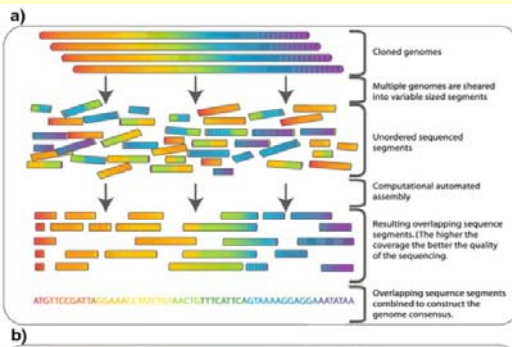 a)
Cloned genomes
Multiple genomes are sheared
into variable sized segments
Unordered sequenced
segments
Computational automated
assembly
Resulting overlapping sequence
segments. (The higher the
coverage the better the quality
of the sequencing.
ATGTTCCGATTAGGAAACCTATCTGTAACTGTTTCATTCAGTAAAAGGAGGAAATATAA
Overlapping sequence segments
combined to construct the
genome consensus.
b)